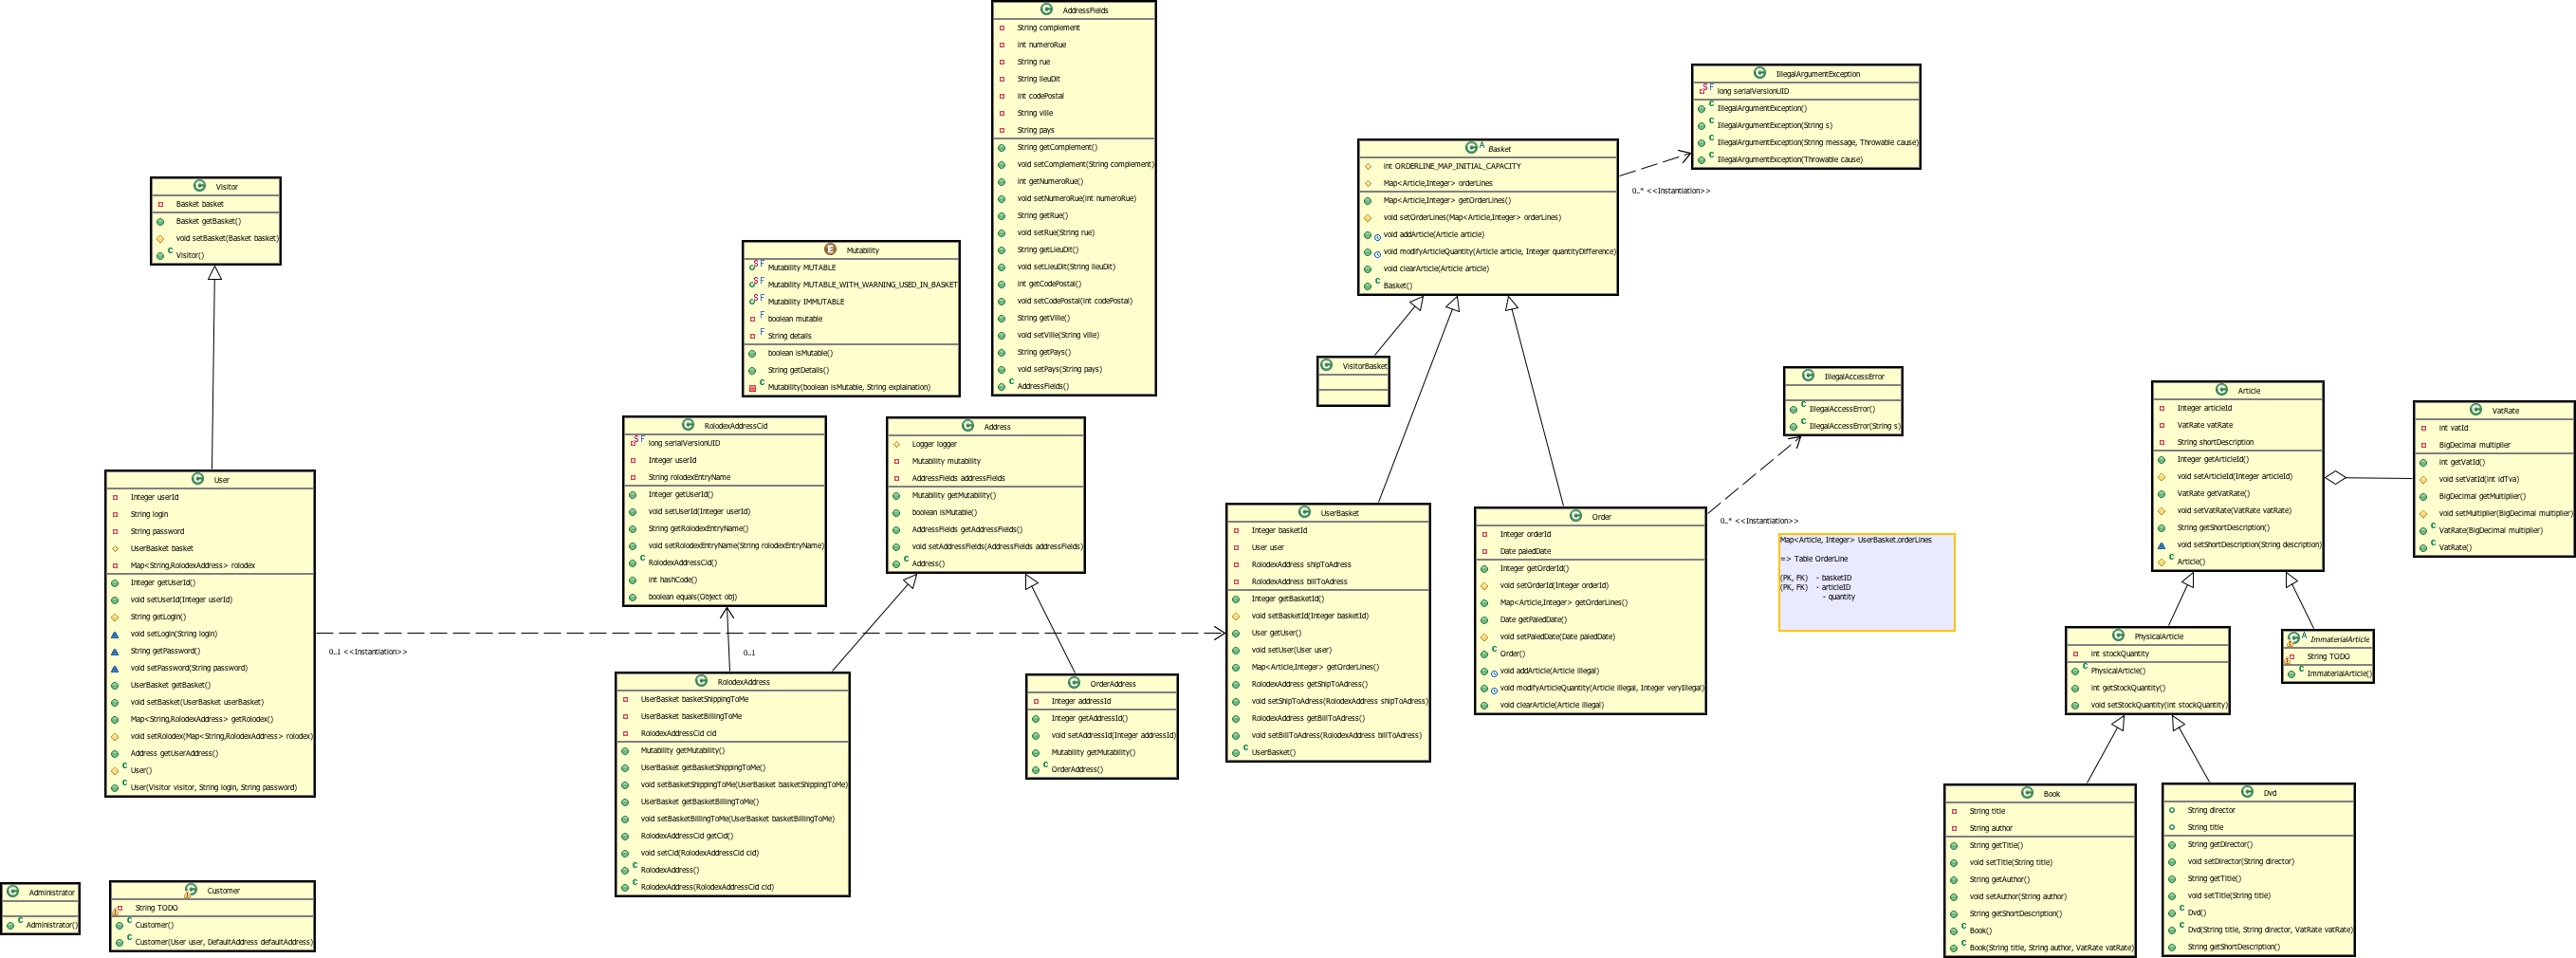 AddressFields
String complement
int numeroRue
String rue
String lieuDit
int codePostal
String ville
String pays
String getComplement()
void setComplement(String complement)
int getNumeroRue()
void setNumeroRue(int numeroRue)
String getRue()
void setRue(String rue)
String getLieuDit()
void setLieuDit(String lieuDit)
int getCodePostal()
void setCodePostal(int codePostal)
String getVille()
void setVille(String ville)
String getPays()
void setPays(String pays)
AddressFields()
IllegalArgumentException
long serialVersionUID
IllegalArgumentException()
IllegalArgumentException(String s)
IllegalArgumentException(String message, Throwable cause)
IllegalArgumentException(Throwable cause)
Basket
int ORDERLINE_MAP_INITIAL_CAPACITY
Map<Article,Integer> orderLines
Map<Article,Integer> getOrderLines()
void setOrderLines(Map<Article,Integer> orderLines)
void addArticle(Article article)
void modifyArticleQuantity(Article article, Integer quantityDifference)
void clearArticle(Article article)
Basket()
0..* <<Instantiation>>
Visitor
Basket basket
Basket getBasket()
void setBasket(Basket basket)
Visitor()
Mutability
Mutability MUTABLE
Mutability MUTABLE_WITH_WARNING_USED_IN_BASKET
Mutability IMMUTABLE
boolean mutable
String details
boolean isMutable()
String getDetails()
Mutability(boolean isMutable, String explaination)
VisitorBasket
IllegalAccessError
IllegalAccessError()
IllegalAccessError(String s)
Article
Integer articleId
VatRate vatRate
String shortDescription
Integer getArticleId()
void setArticleId(Integer articleId)
VatRate getVatRate()
void setVatRate(VatRate vatRate)
String getShortDescription()
void setShortDescription(String description)
Article()
VatRate
int vatId
BigDecimal multiplier
int getVatId()
void setVatId(int idTva)
BigDecimal getMultiplier()
void setMultiplier(BigDecimal multiplier)
VatRate(BigDecimal multiplier)
VatRate()
RolodexAddressCid
long serialVersionUID
Integer userId
String rolodexEntryName
Integer getUserId()
void setUserId(Integer userId)
String getRolodexEntryName()
void setRolodexEntryName(String rolodexEntryName)
RolodexAddressCid()
int hashCode()
boolean equals(Object obj)
Address
Logger logger
Mutability mutability
AddressFields addressFields
Mutability getMutability()
boolean isMutable()
AddressFields getAddressFields()
void setAddressFields(AddressFields addressFields)
Address()
User
Integer userId
String login
String password
UserBasket basket
Map<String,RolodexAddress> rolodex
Integer getUserId()
void setUserId(Integer userId)
String getLogin()
void setLogin(String login)
String getPassword()
void setPassword(String password)
UserBasket getBasket()
void setBasket(UserBasket userBasket)
Map<String,RolodexAddress> getRolodex()
void setRolodex(Map<String,RolodexAddress> rolodex)
Address getUserAddress()
User()
User(Visitor visitor, String login, String password)
0..1 <<Instantiation>>
0..1
UserBasket
Integer basketId
User user
RolodexAddress shipToAdress
RolodexAddress billToAdress
Integer getBasketId()
void setBasketId(Integer basketId)
User getUser()
void setUser(User user)
Map<Article,Integer> getOrderLines()
RolodexAddress getShipToAdress()
void setShipToAdress(RolodexAddress shipToAdress)
RolodexAddress getBillToAdress()
void setBillToAdress(RolodexAddress billToAdress)
UserBasket()
Order
Integer orderId
Date paiedDate
Integer getOrderId()
void setOrderId(Integer orderId)
Map<Article,Integer> getOrderLines()
Date getPaiedDate()
void setPaiedDate(Date paiedDate)
Order()
void addArticle(Article illegal)
void modifyArticleQuantity(Article illegal, Integer veryIllegal)
void clearArticle(Article illegal)
0..* <<Instantiation>>
Map<Article, Integer> UserBasket.orderLines
=> Table OrderLine
(PK, FK) - basketID
(PK, FK) - articleID
- quantity
PhysicalArticle
int stockQuantity
PhysicalArticle()
int getStockQuantity()
void setStockQuantity(int stockQuantity)
ImmaterialArticle
String TODO
ImmaterialArticle()
RolodexAddress
UserBasket basketShippingToMe
UserBasket basketBillingToMe
RolodexAddressCid cid
Mutability getMutability()
UserBasket getBasketShippingToMe()
void setBasketShippingToMe(UserBasket basketShippingToMe)
UserBasket getBasketBillingToMe()
void setBasketBillingToMe(UserBasket basketBillingToMe)
RolodexAddressCid getCid()
void setCid(RolodexAddressCid cid)
RolodexAddress()
RolodexAddress(RolodexAddressCid cid)
OrderAddress
Integer addressId
Integer getAddressId()
void setAddressId(Integer addressId)
Mutability getMutability()
OrderAddress()
Book
String title
String author
String getTitle()
void setTitle(String title)
String getAuthor()
void setAuthor(String author)
String getShortDescription()
Book()
Book(String title, String author, VatRate vatRate)
Dvd
String director
String title
String getDirector()
void setDirector(String director)
String getTitle()
void setTitle(String title)
Dvd()
Dvd(String title, String director, VatRate vatRate)
String getShortDescription()
Administrator
Administrator()
Customer
String TODO
Customer()
Customer(User user, DefaultAddress defaultAddress)